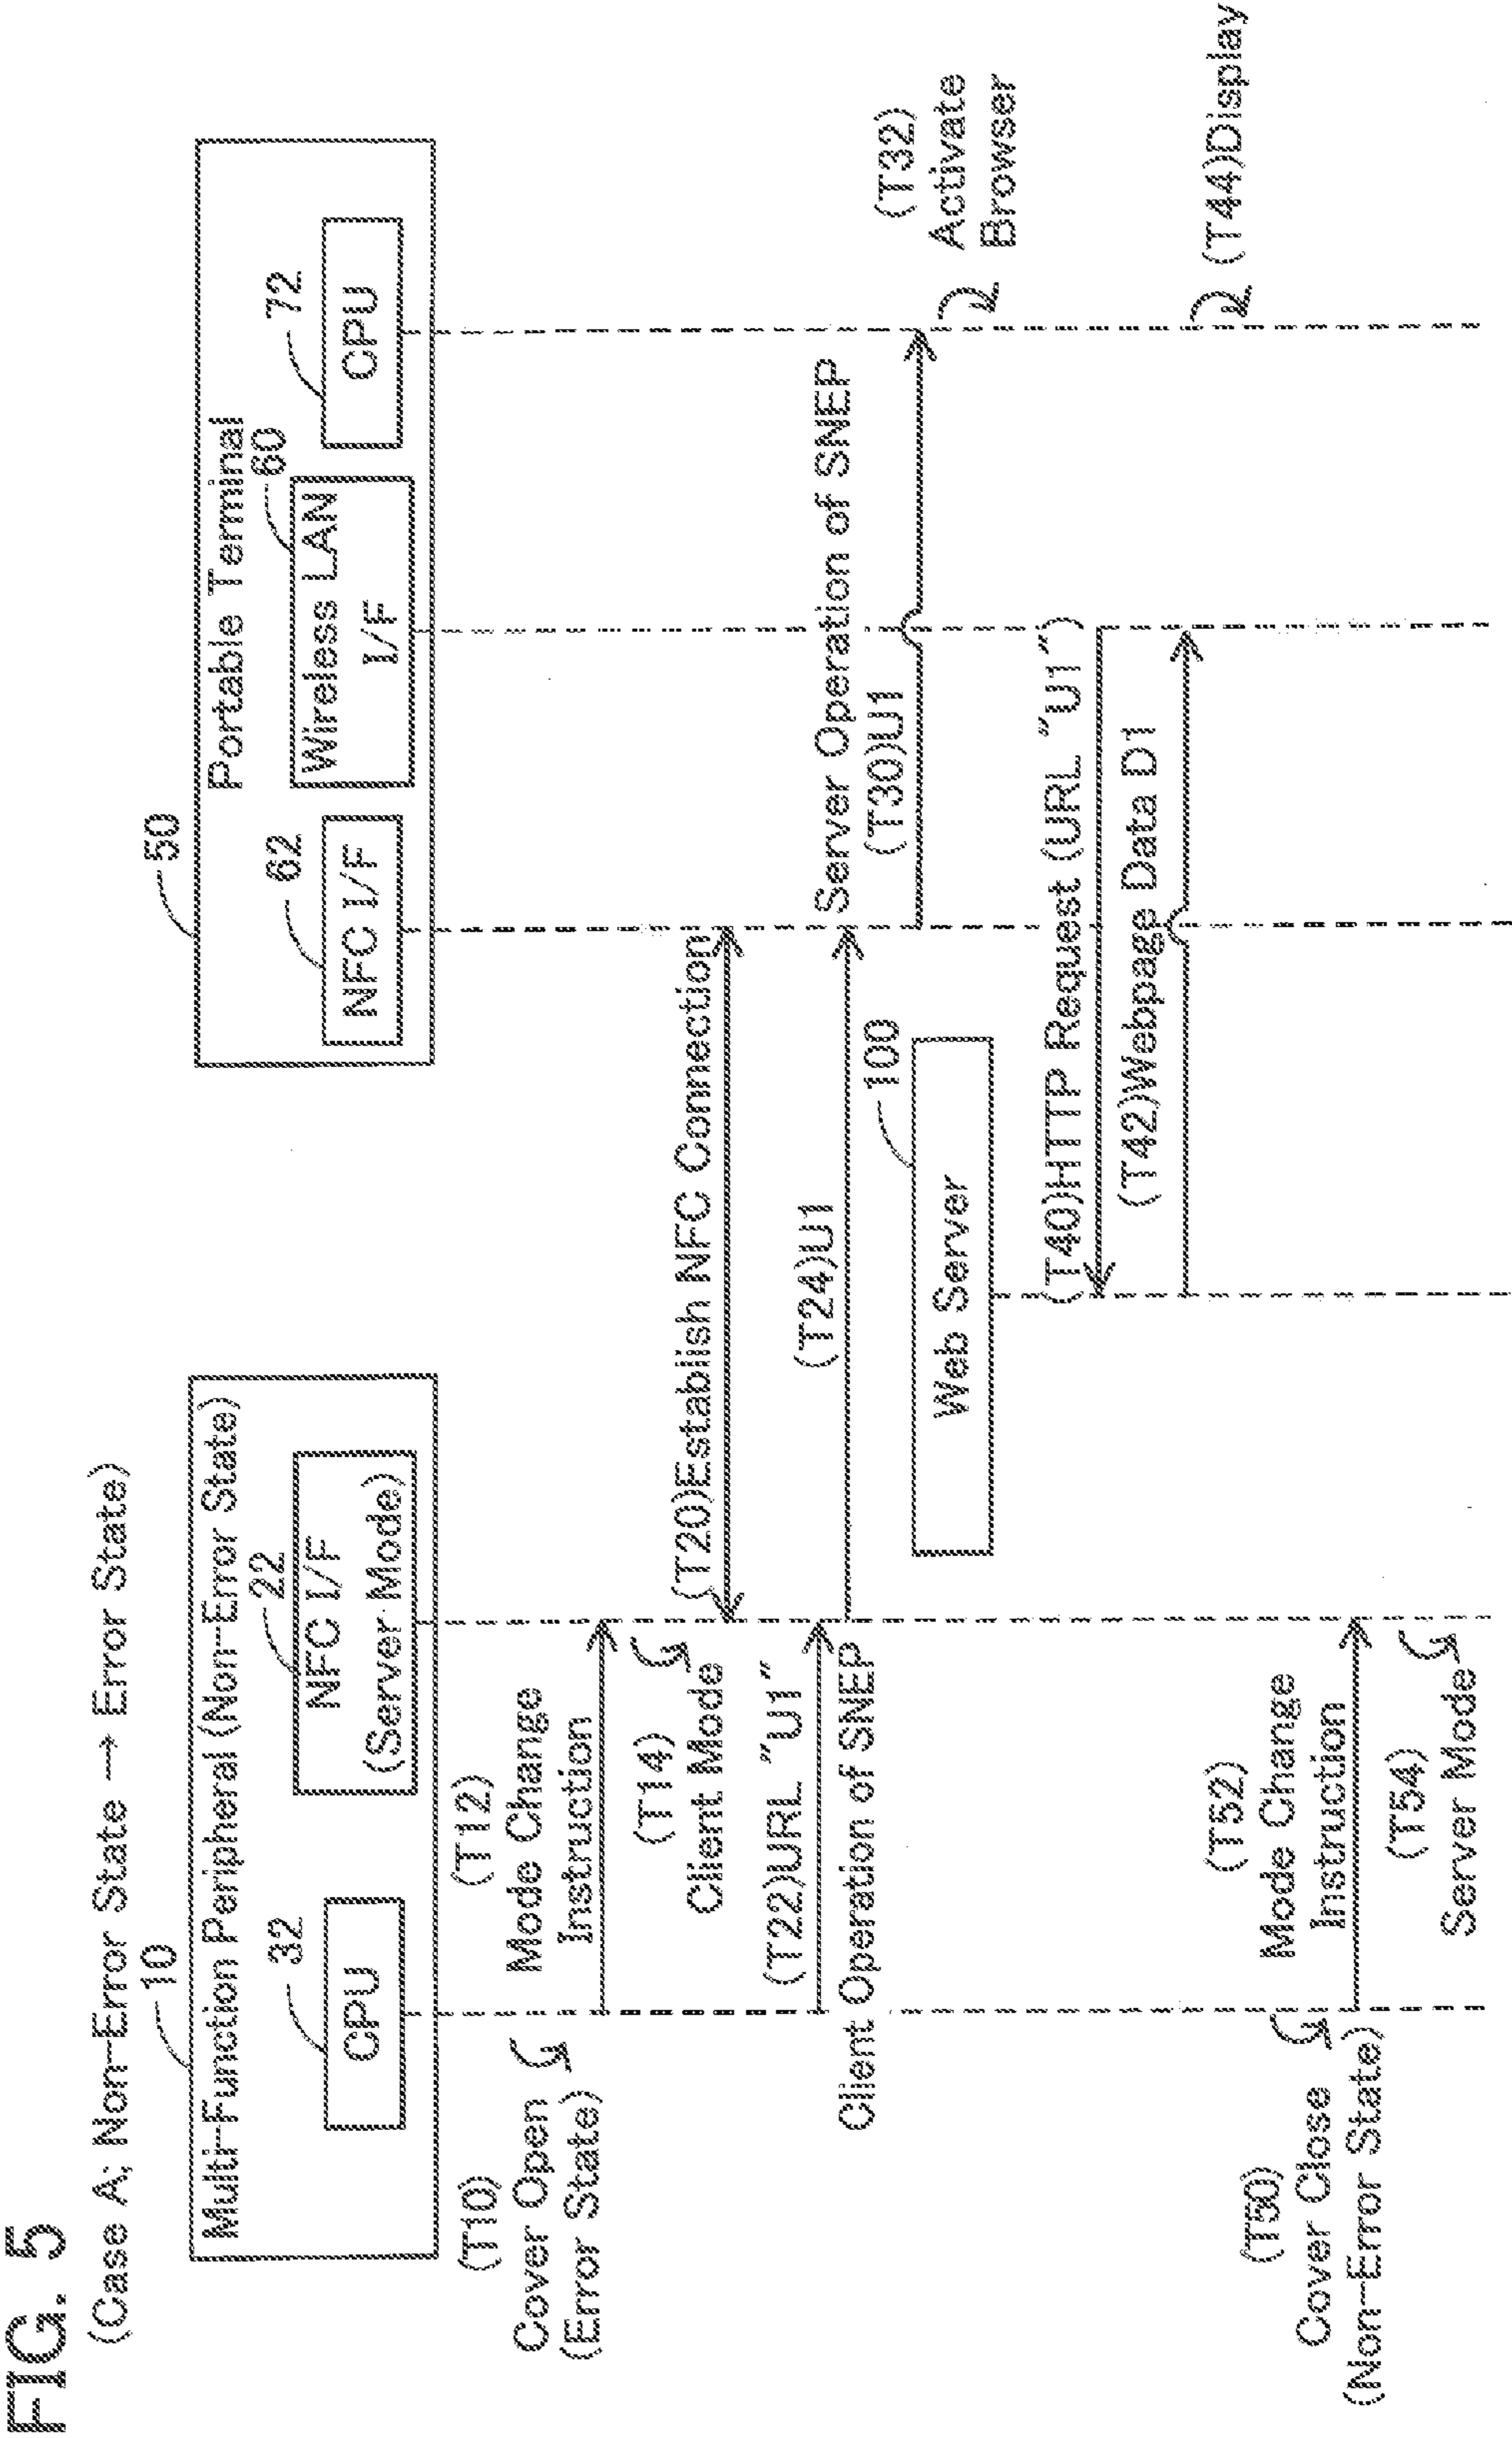 FIG. 5
(Case A; Non-Error State → Error State)
10
Multi-Function Peripheral (Non-Error State)
32
CPU
22
NFC I/F
(Server Mode)
50
Portable Terminal
62
NFC I/F
60
Wireless LAN
I/F
72
CPU
(T10)
Cover Open
(Error State)
(T12)
Mode Change
Instruction
(T14)
Client Mode
(T20)Establish NFC Connection
(T22)URL "U1"
Client Operation of SNEP
(T24)U1
Server Operation of SNEP
(T30)U1
(T32)
Activate
Browser
100
Web Server
(T40)HTTP Request (URL "U1")
(T42)Webpage Data D1
(T44)Display
(T50)
Cover Close
(Non-Error State)
(T52)
Mode Change
Instruction
(T54)
Server Mode